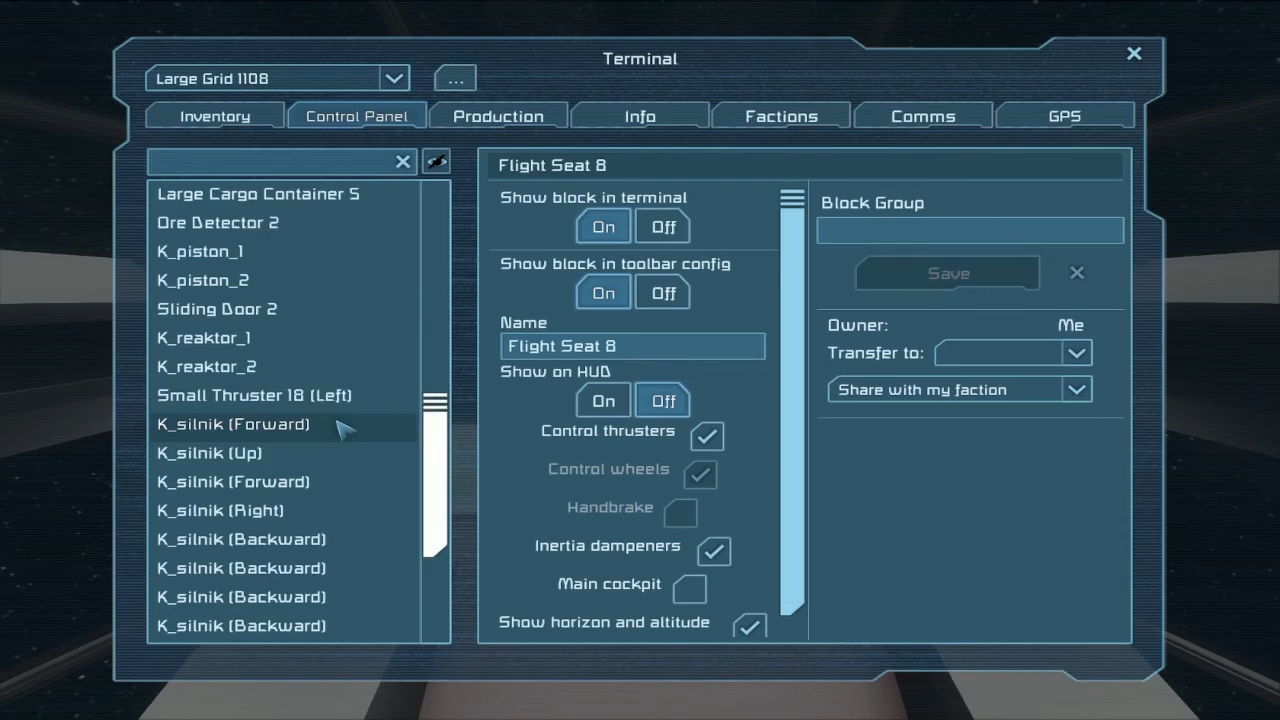 Terminal
Large Grid 1108
...
Inventory
Control Panel
Production
Info
Factions
Comms
GPS
Large Cargo Container 5
Ore Detector 2
K_piston_1
K_piston_2
Sliding Door 2
K_reaktor_1
K_reaktor_2
Small Thruster 18 (Left)
K_silnik (Forward)
K_silnik (Up)
K_silnik (Forward)
K_silnik (Right)
K_silnik (Backward)
K_silnik (Backward)
K_silnik (Backward)
K_silnik (Backward)
Flight Seat 8
Show block in terminal
On Off
Show block in toolbar config
On Off
Name
Flight Seat 8
Show on HUD
On Off
Control thrusters
Control wheels
Handbrake
Inertia dampeners
Main cockpit
Show horizon and altitude
Block Group
Save
Owner: Me
Transfer to:
Share with my faction